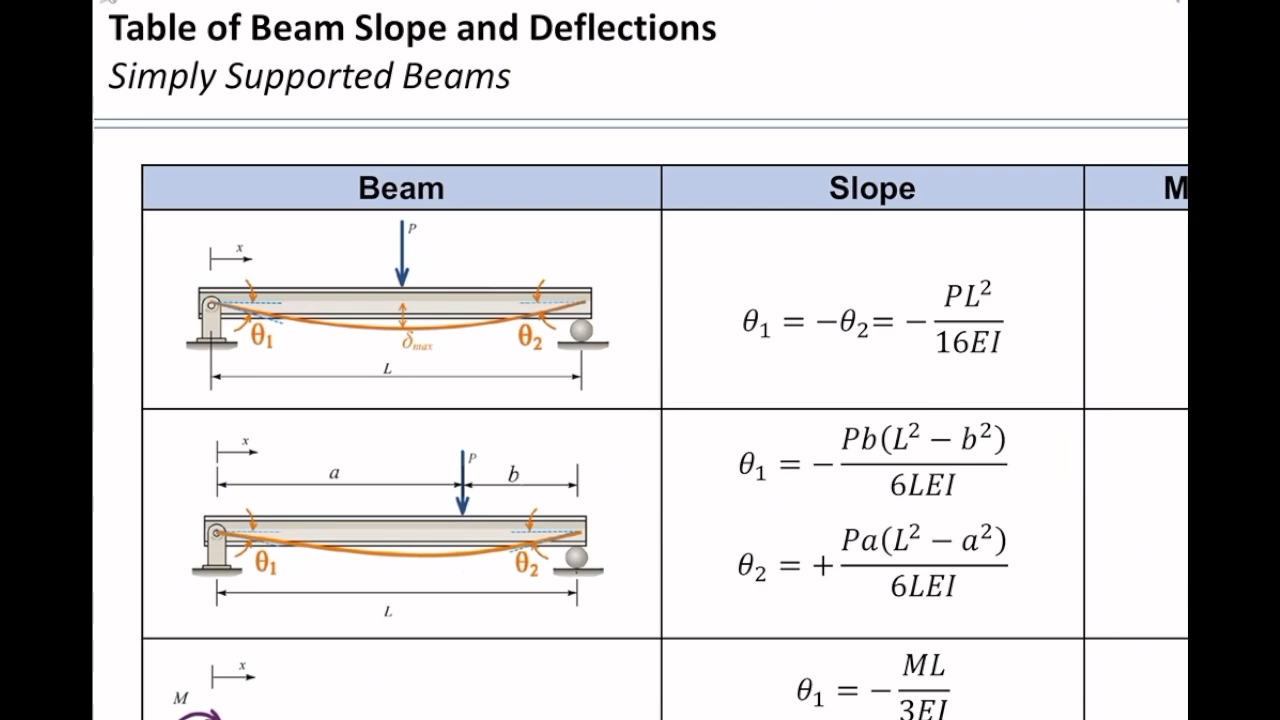 Table of Beam Slope and Deflections
Simply Supported Beams
Beam Slope M
x P
θ1 δmax θ2
L
θ1 = −θ2= − PL²/16EI
x P
a b
θ1 θ2
L
θ1 = − Pb(L² − b²)/6LEI
θ2 = + Pa(L² − a²)/6LEI
x
M
θ1 = − ML/3EI